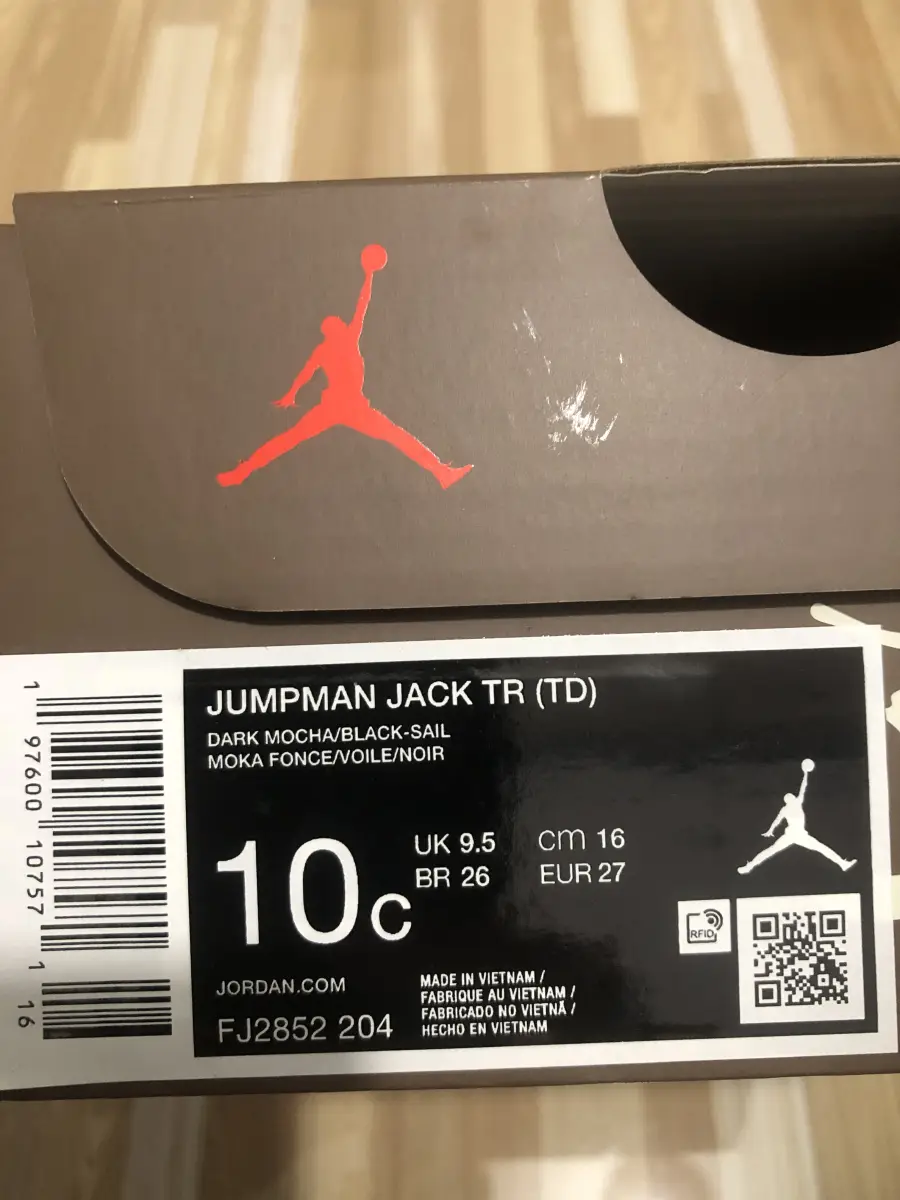 JUMPMAN JACK TR (TD)
DARK MOCHA/BLACK-SAIL
MOKA FONCE/VOILE/NOIR
10c
UK 9.5 cm 16
BR 26 EUR 27
RFID
JORDAN.COM
FJ2852 204
MADE IN VIETNAM /
FABRIQUE AU VIETNAM /
FABRICADO NO VIETNÃ /
HECHO EN VIETNAM
1 97600 10757 1 16